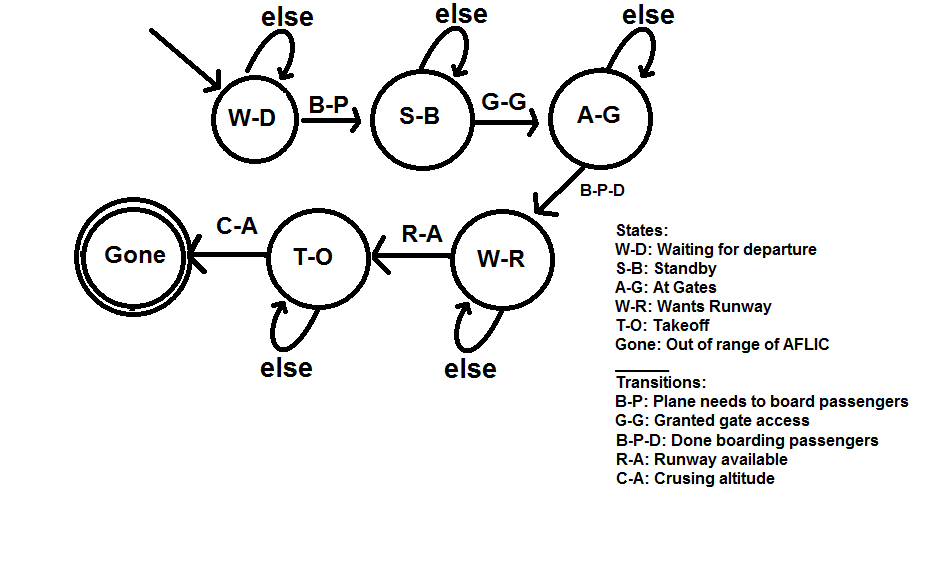 else
else
else
W-D
B-P
S-B
G-G
A-G
B-P-D
Gone
C-A
T-O
R-A
W-R
else
else
States:
W-D: Waiting for departure
S-B: Standby
A-G: At Gates
W-R: Wants Runway
T-O: Takeoff
Gone: Out of range of AFLIC
Transitions:
B-P: Plane needs to board passengers
G-G: Granted gate access
B-P-D: Done boarding passengers
R-A: Runway available
C-A: Crusing altitude